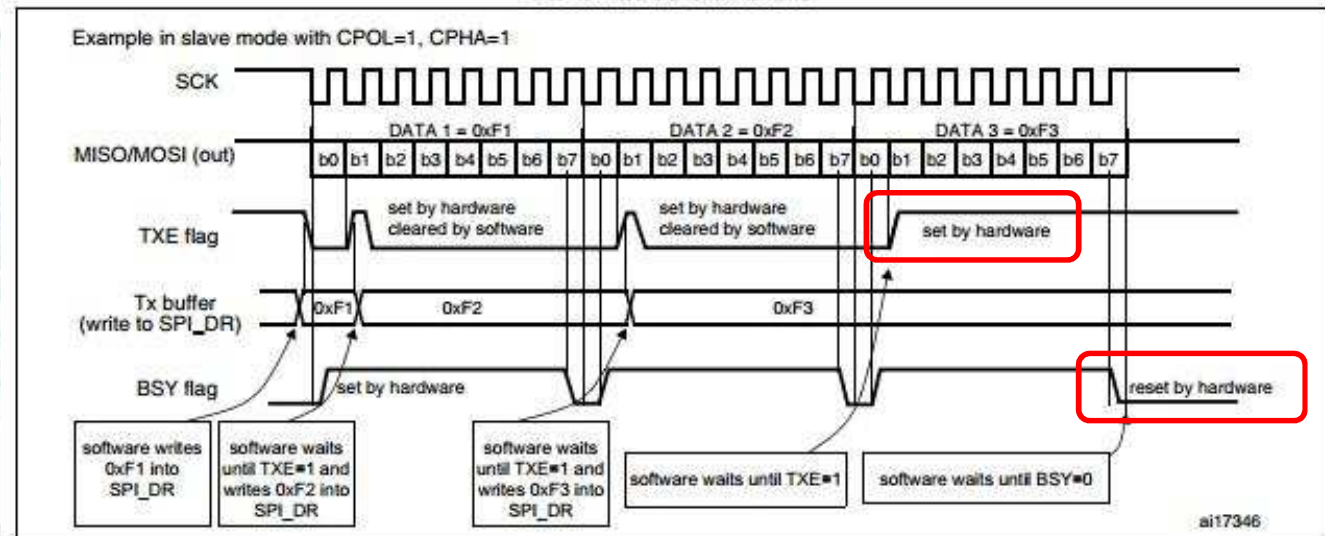 Example in slave mode with CPOL=1, CPHA=1
SCK
DATA 1 = 0xF1
DATA 2 = 0xF2
DATA 3 = 0xF3
MISO/MOSI (out)
b0 b1 b2 b3 b4 b5 b6 b7 b0 b1 b2 b3 b4 b5 b6 b7 b0 b1 b2 b3 b4 b5 b6 b7
TXE flag
set by hardware
cleared by software
set by hardware
cleared by software
set by hardware
Tx buffer
(write to SPI_DR)
0xF1
0xF2
0xF3
BSY flag
set by hardware
reset by hardware
software writes
0xF1 into
SPI_DR
software waits
until TXE=1 and
writes 0xF2 into
SPI_DR
software waits
until TXE=1 and
writes 0xF3 into
SPI_DR
software waits until TXE=1
software waits until BSY=0
ai17346